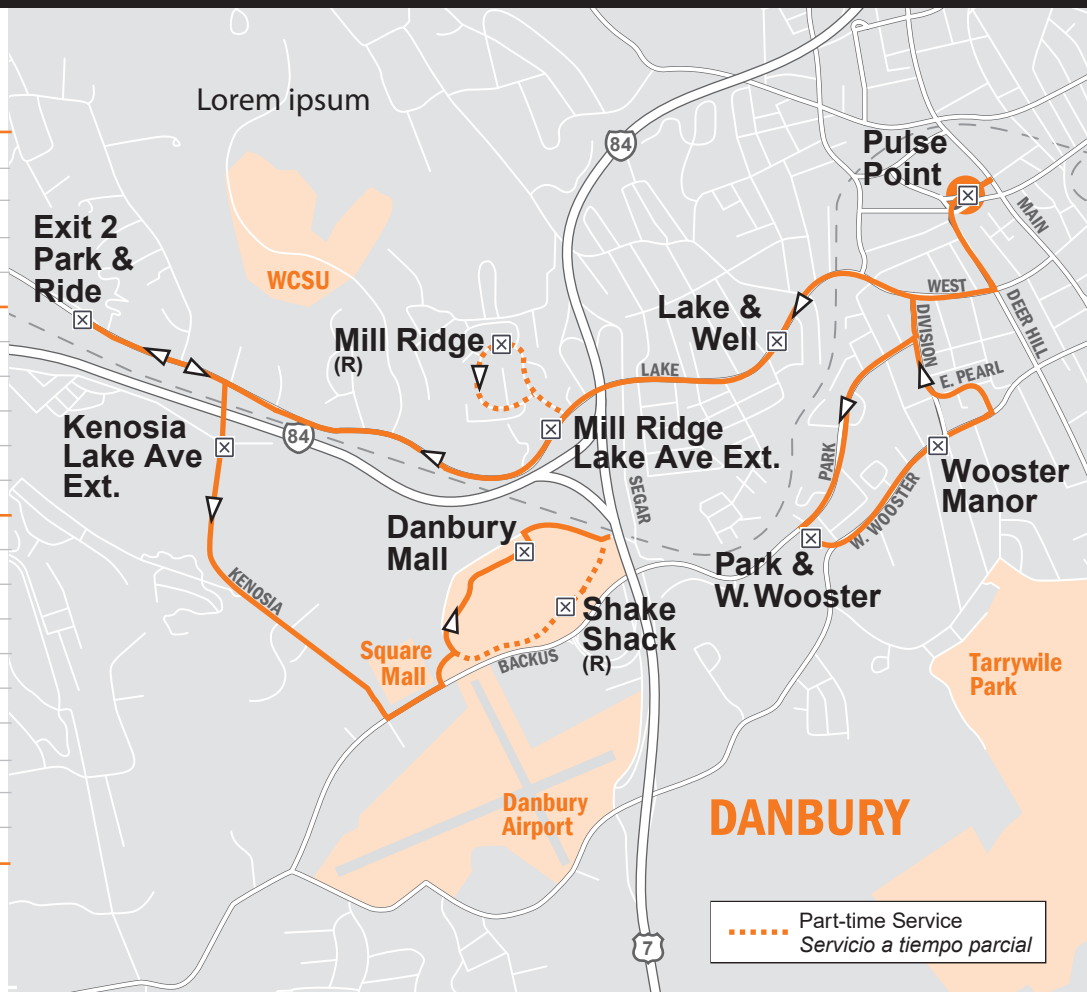 Lorem ipsum
84
Pulse
Point
MAIN
Exit 2
Park &
Ride
WCSU
WEST
DEER HILL
Lake &
Well
DIVISION
Mill Ridge
(R)
LAKE
E. PEARL
Kenosia
Lake Ave
Ext.
84
Mill Ridge
Lake Ave Ext.
SEGAR
PARK
W. WOOSTER
Wooster
Manor
Danbury
Mall
Park &
W. Wooster
KENOSIA
Shake
Shack
(R)
BACKUS
Square
Mall
Tarrywile
Park
Danbury
Airport
DANBURY
Part-time Service
Servicio a tiempo parcial
7